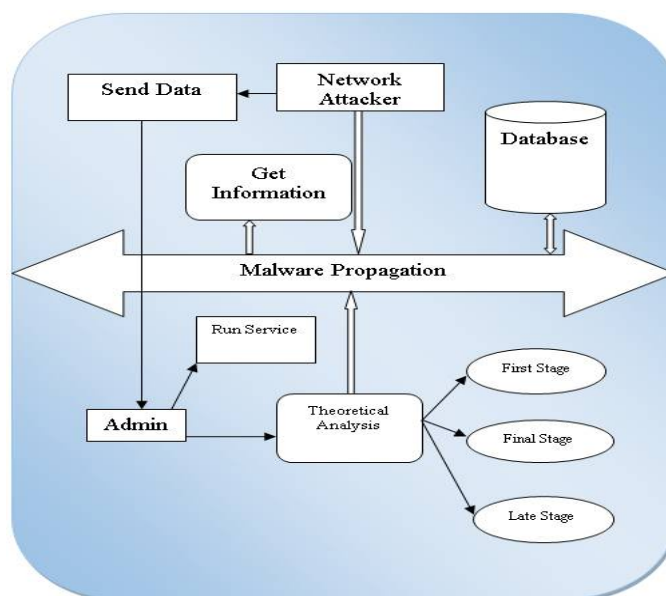 Network
Attacker
Send Data
Database
Get
Information
Malware Propagation
Run Service
First Stage
Theoretical
Analysis
Admin
Final Stage
Late Stage